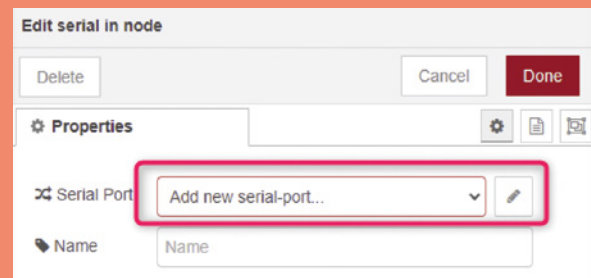 Edit serial in node
Delete
Cancel
Done
Properties
Serial Port
Add new serial-port...
Name
Name